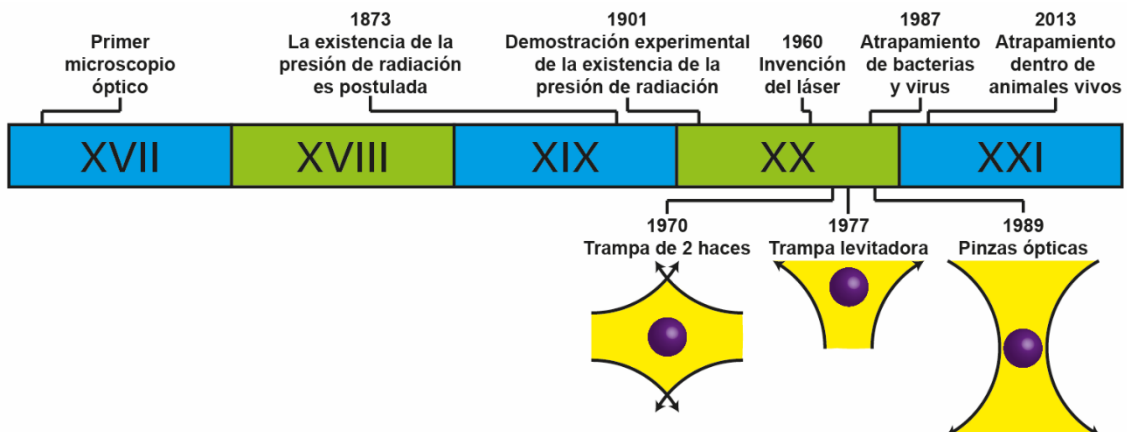 Primer
microscopio
óptico
1873
La existencia de la
presión de radiación
es postulada
1901
Demostración experimental
de la existencia de la
presión de radiación
1960
Invención
del láser
1987
Atrapamiento
de bacterias
y virus
2013
Atrapamiento
dentro de
animales vivos
XVII
XVIII
XIX
XX
XXI
1970
Trampa de 2 haces
1977
Trampa levitadora
1989
Pinzas ópticas